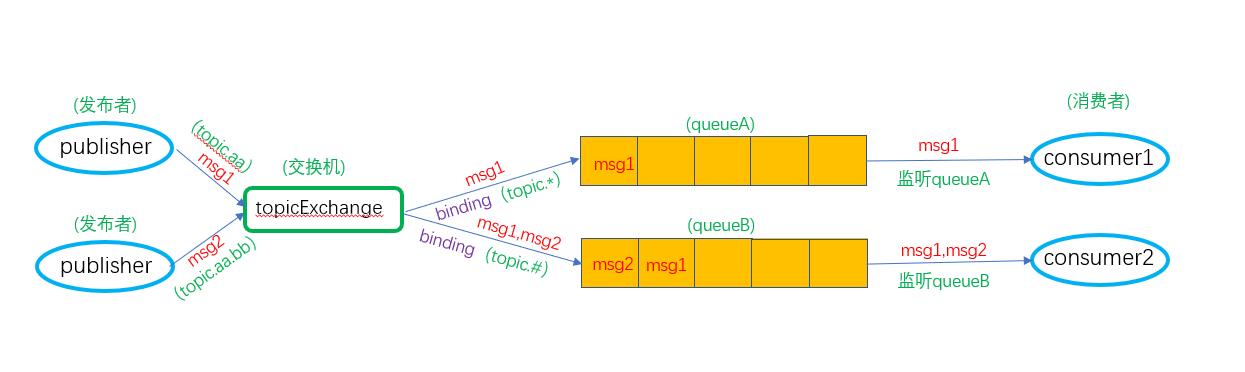 (发布者)
publisher
(topic.aa)
msg1
(发布者)
publisher
msg2
(topic.aa.bb)
(交换机)
topicExchange
msg1
binding (topic.*)
msg1,msg2
binding (topic.#)
(queueA)
msg1
(queueB)
msg2 msg1
msg1
监听queueA
msg1,msg2
监听queueB
(消费者)
consumer1
consumer2